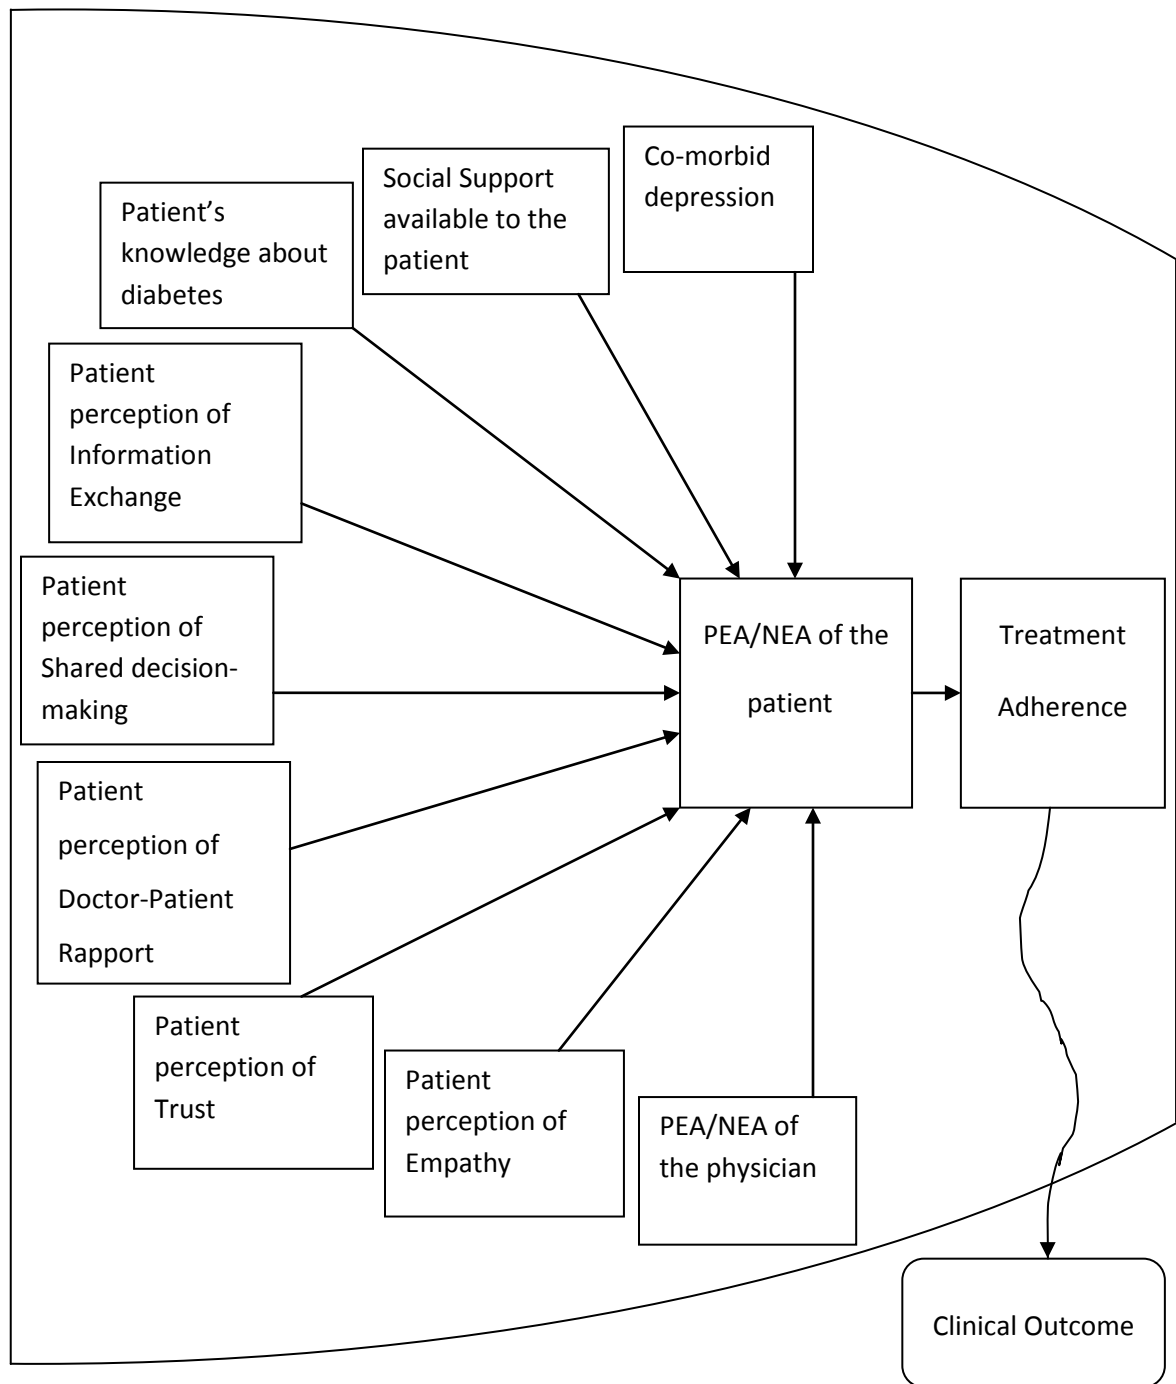 Co-morbid
depression
Social Support
available to the
patient
Patient’s
knowledge about
diabetes
Patient
perception of
Information
Exchange
Patient
perception of
Shared decision-
making
PEA/NEA of the
patient
Treatment
Adherence
Patient
perception of
Doctor-Patient
Rapport
Patient
perception of
Trust
Patient
perception of
Empathy
PEA/NEA of
the physician
Clinical Outcome